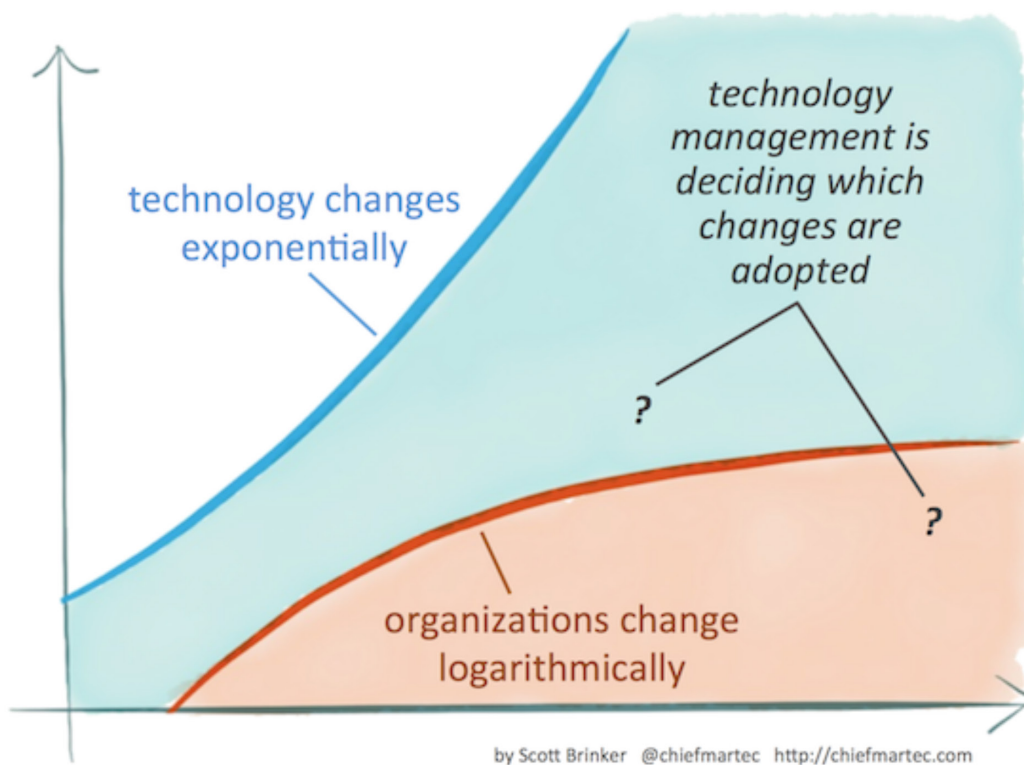 technology
management is
deciding which
changes are
adopted
technology changes
exponentially
?
?
organizations change
logarithmically
by Scott Brinker @chiefmartec http://chiefmartec.com